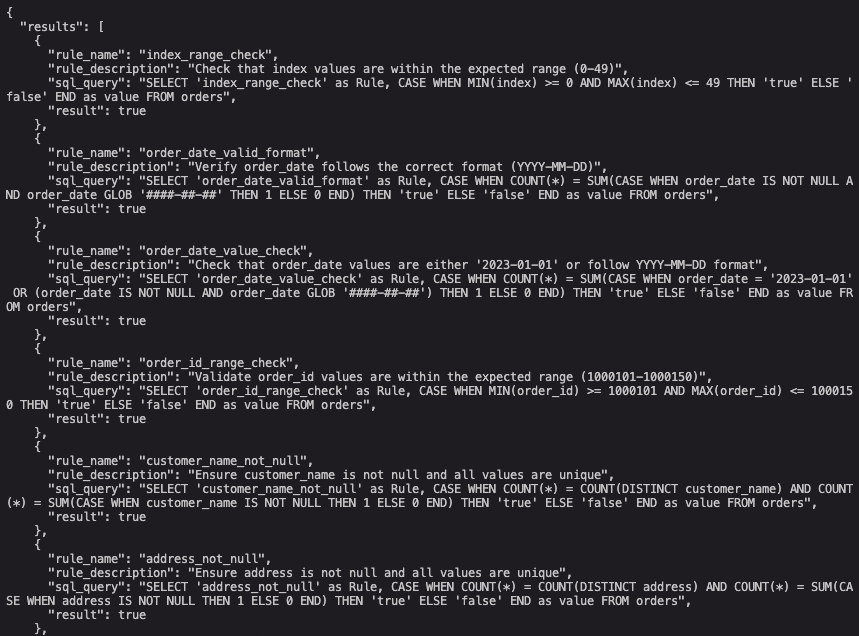 {
  "results": [
    {
      "rule_name": "index_range_check",
      "rule_description": "Check that index values are within the expected range (0-49)",
      "sql_query": "SELECT 'index_range_check' as Rule, CASE WHEN MIN(index) >= 0 AND MAX(index) <= 49 THEN 'true' ELSE '
false' END as value FROM orders",
      "result": true
    },
    {
      "rule_name": "order_date_valid_format",
      "rule_description": "Verify order_date follows the correct format (YYYY-MM-DD)",
      "sql_query": "SELECT 'order_date_valid_format' as Rule, CASE WHEN COUNT(*) = SUM(CASE WHEN order_date IS NOT NULL A
ND order_date GLOB '####-##-##' THEN 1 ELSE 0 END) THEN 'true' ELSE 'false' END as value FROM orders",
      "result": true
    },
    {
      "rule_name": "order_date_value_check",
      "rule_description": "Check that order_date values are either '2023-01-01' or follow YYYY-MM-DD format",
      "sql_query": "SELECT 'order_date_value_check' as Rule, CASE WHEN COUNT(*) = SUM(CASE WHEN order_date = '2023-01-01'
 OR (order_date IS NOT NULL AND order_date GLOB '####-##-##') THEN 1 ELSE 0 END) THEN 'true' ELSE 'false' END as value FR
OM orders",
      "result": true
    },
    {
      "rule_name": "order_id_range_check",
      "rule_description": "Validate order_id values are within the expected range (1000101-1000150)",
      "sql_query": "SELECT 'order_id_range_check' as Rule, CASE WHEN MIN(order_id) >= 1000101 AND MAX(order_id) <= 100015
0 THEN 'true' ELSE 'false' END as value FROM orders",
      "result": true
    },
    {
      "rule_name": "customer_name_not_null",
      "rule_description": "Ensure customer_name is not null and all values are unique",
      "sql_query": "SELECT 'customer_name_not_null' as Rule, CASE WHEN COUNT(*) = COUNT(DISTINCT customer_name) AND COUNT
(*) = SUM(CASE WHEN customer_name IS NOT NULL THEN 1 ELSE 0 END) THEN 'true' ELSE 'false' END as value FROM orders",
      "result": true
    },
    {
      "rule_name": "address_not_null",
      "rule_description": "Ensure address is not null and all values are unique",
      "sql_query": "SELECT 'address_not_null' as Rule, CASE WHEN COUNT(*) = COUNT(DISTINCT address) AND COUNT(*) = SUM(CA
SE WHEN address IS NOT NULL THEN 1 ELSE 0 END) THEN 'true' ELSE 'false' END as value FROM orders",
      "result": true
    },